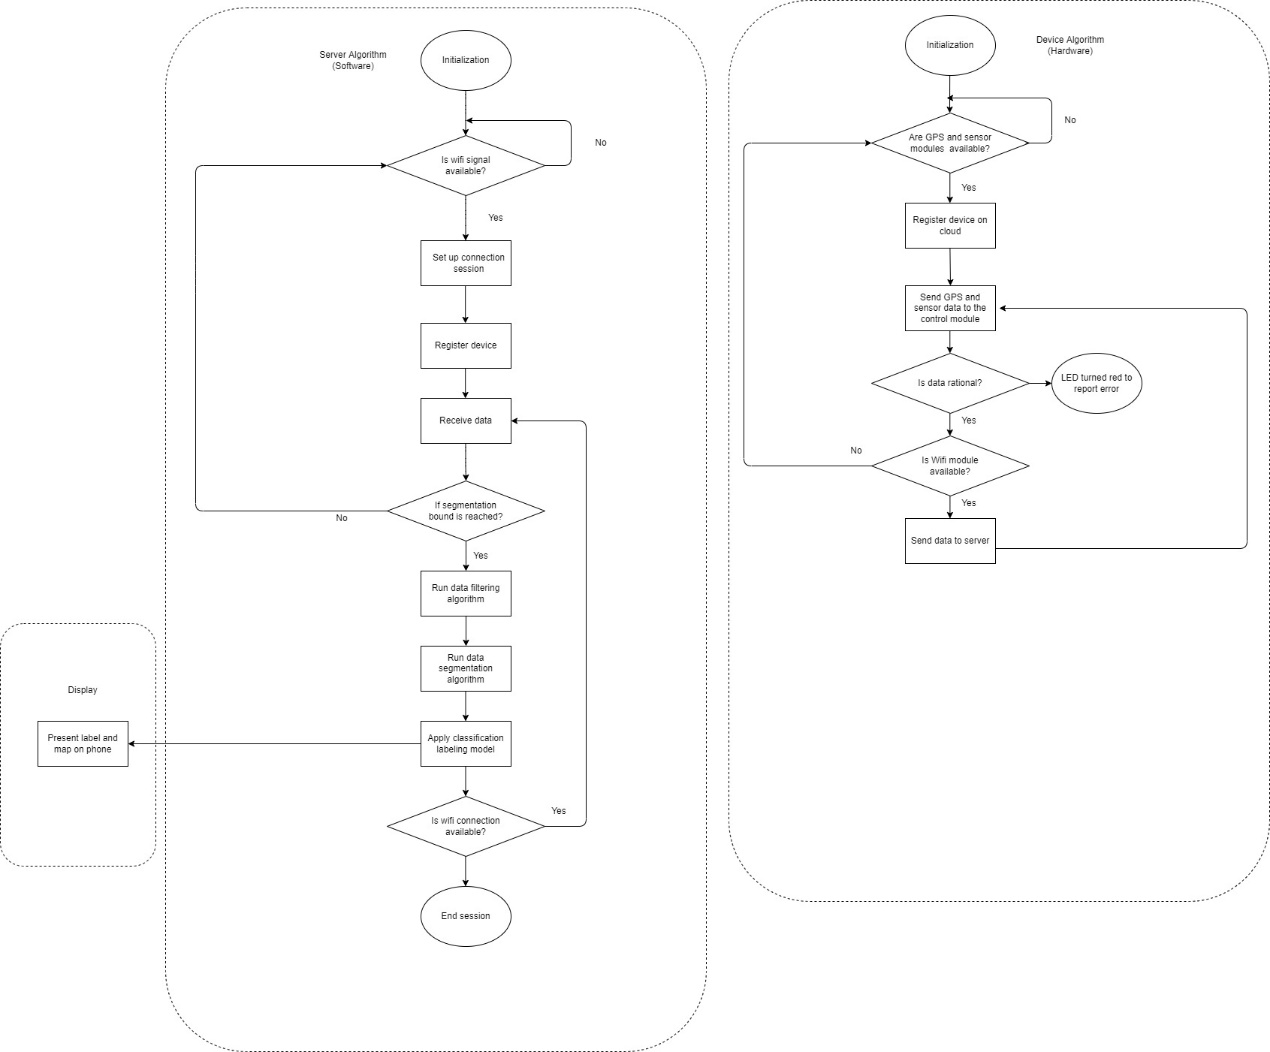 Server Algorithm
(Software)
Initialization
No
Is wifi signal
available?
Yes
Set up connection
session
Register device
Receive data
If segmentation
bound is reached?
No
Yes
Run data filtering
algorithm
Run data
segmentation
algorithm
Apply classification
labeling model
Is wifi connection
available?
Yes
End session
Display
Present label and
map on phone
Device Algorithm
(Hardware)
Initialization
No
Are GPS and sensor
modules available?
Yes
Register device on
cloud
Send GPS and
sensor data to the
control module
Is data rational?
LED turned red to
report error
Yes
No
Is Wifi module
available?
Yes
Send data to server